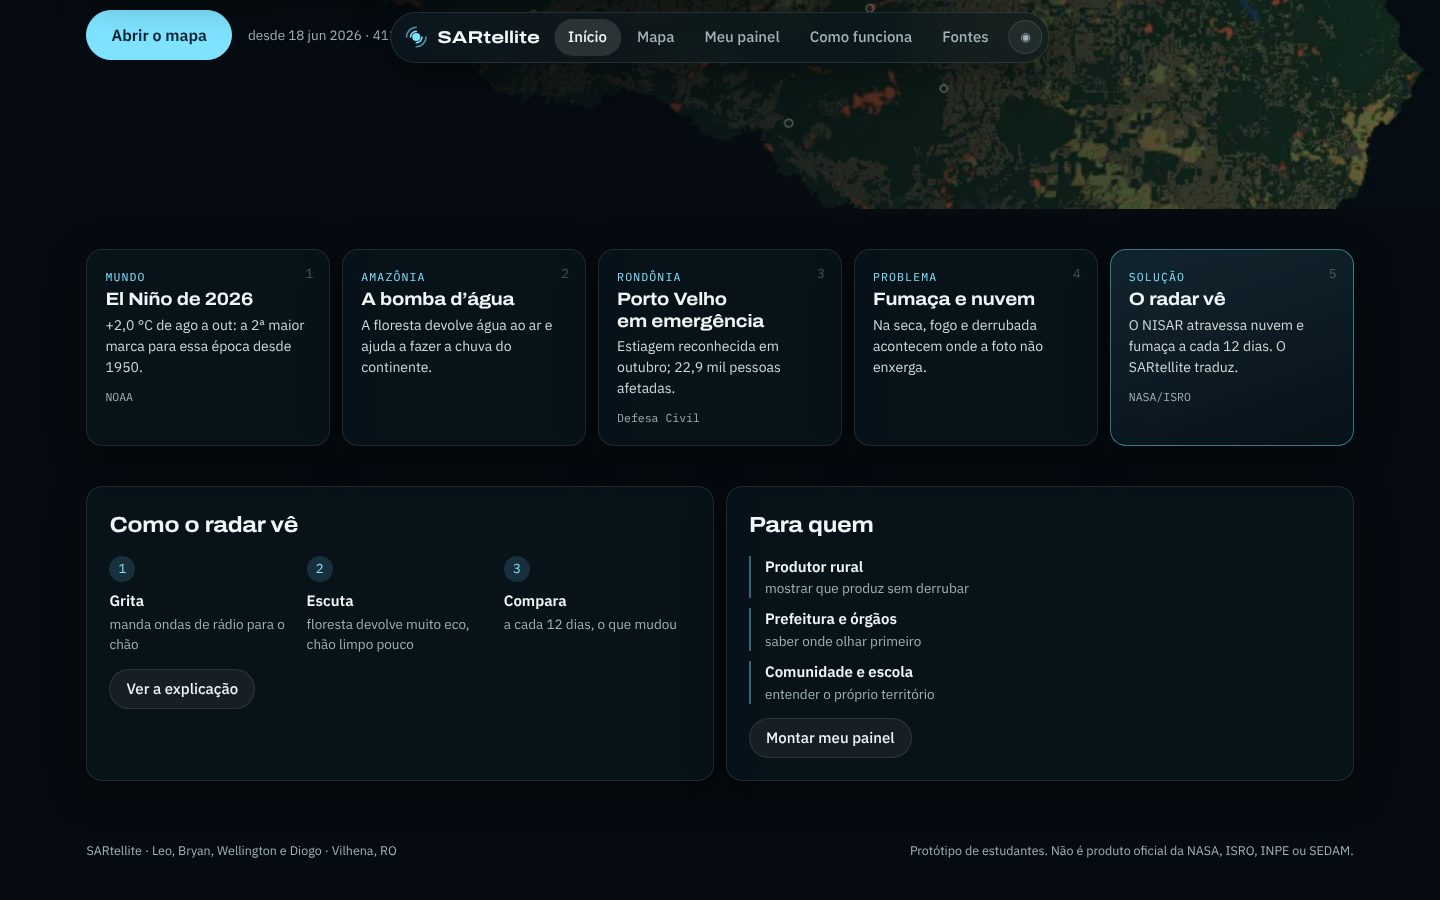 Abrir o mapa
desde 18 jun 2026 · 41
SARtellite
Início
Mapa
Meu painel
Como funciona
Fontes
MUNDO
1
El Niño de 2026
+2,0 °C de ago a out: a 2ª maior
marca para essa época desde
1950.
NOAA
AMAZÔNIA
2
A bomba d’água
A floresta devolve água ao ar e
ajuda a fazer a chuva do
continente.
RONDÔNIA
3
Porto Velho
em emergência
Estiagem reconhecida em
outubro; 22,9 mil pessoas
afetadas.
Defesa Civil
PROBLEMA
4
Fumaça e nuvem
Na seca, fogo e derrubada
acontecem onde a foto não
enxerga.
SOLUÇÃO
5
O radar vê
O NISAR atravessa nuvem e
fumaça a cada 12 dias. O
SARtellite traduz.
NASA/ISRO
Como o radar vê
1
Grita
manda ondas de rádio para o
chão
2
Escuta
floresta devolve muito eco,
chão limpo pouco
3
Compara
a cada 12 dias, o que mudou
Ver a explicação
Para quem
Produtor rural
mostrar que produz sem derrubar
Prefeitura e órgãos
saber onde olhar primeiro
Comunidade e escola
entender o próprio território
Montar meu painel
SARtellite · Leo, Bryan, Wellington e Diogo · Vilhena, RO
Protótipo de estudantes. Não é produto oficial da NASA, ISRO, INPE ou SEDAM.